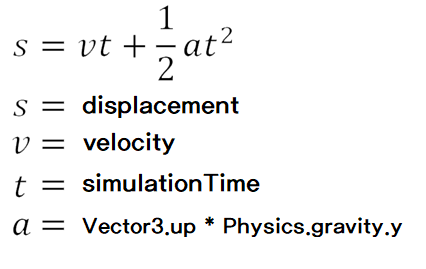 s = vt + 1/2 at²
s = displacement
v = velocity
t = simulationTime
a = Vector3.up * Physics.gravity.y